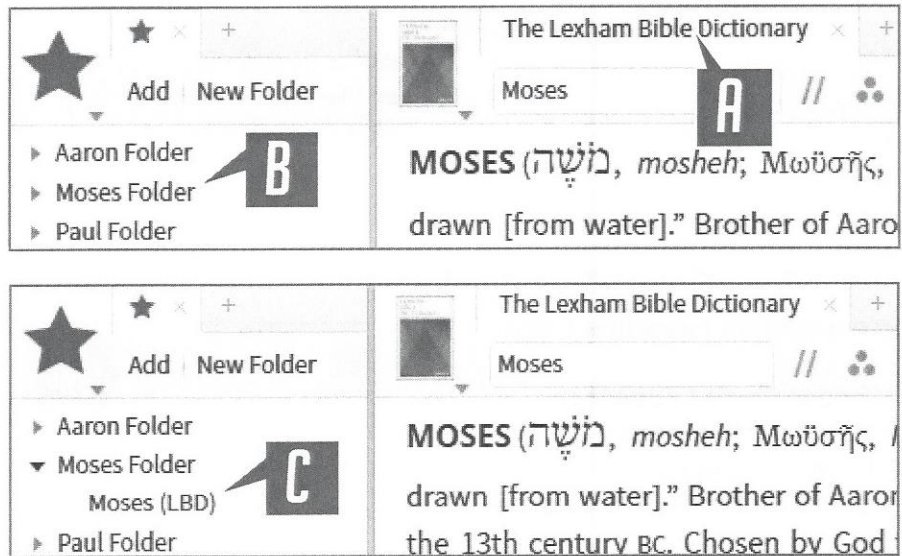 The Lexham Bible Dictionary
Add New Folder
Moses
A
Aaron Folder
B
Moses Folder
Paul Folder
MOSES (מֹשֶׁה, mosheh; Μωϋσῆς,
drawn [from water].” Brother of Aaro
The Lexham Bible Dictionary
Add New Folder
Moses
Aaron Folder
Moses Folder
C
Moses (LBD)
Paul Folder
MOSES (מֹשֶׁה, mosheh; Μωϋσῆς,
drawn [from water].” Brother of Aaron
the 13th century BC. Chosen by God